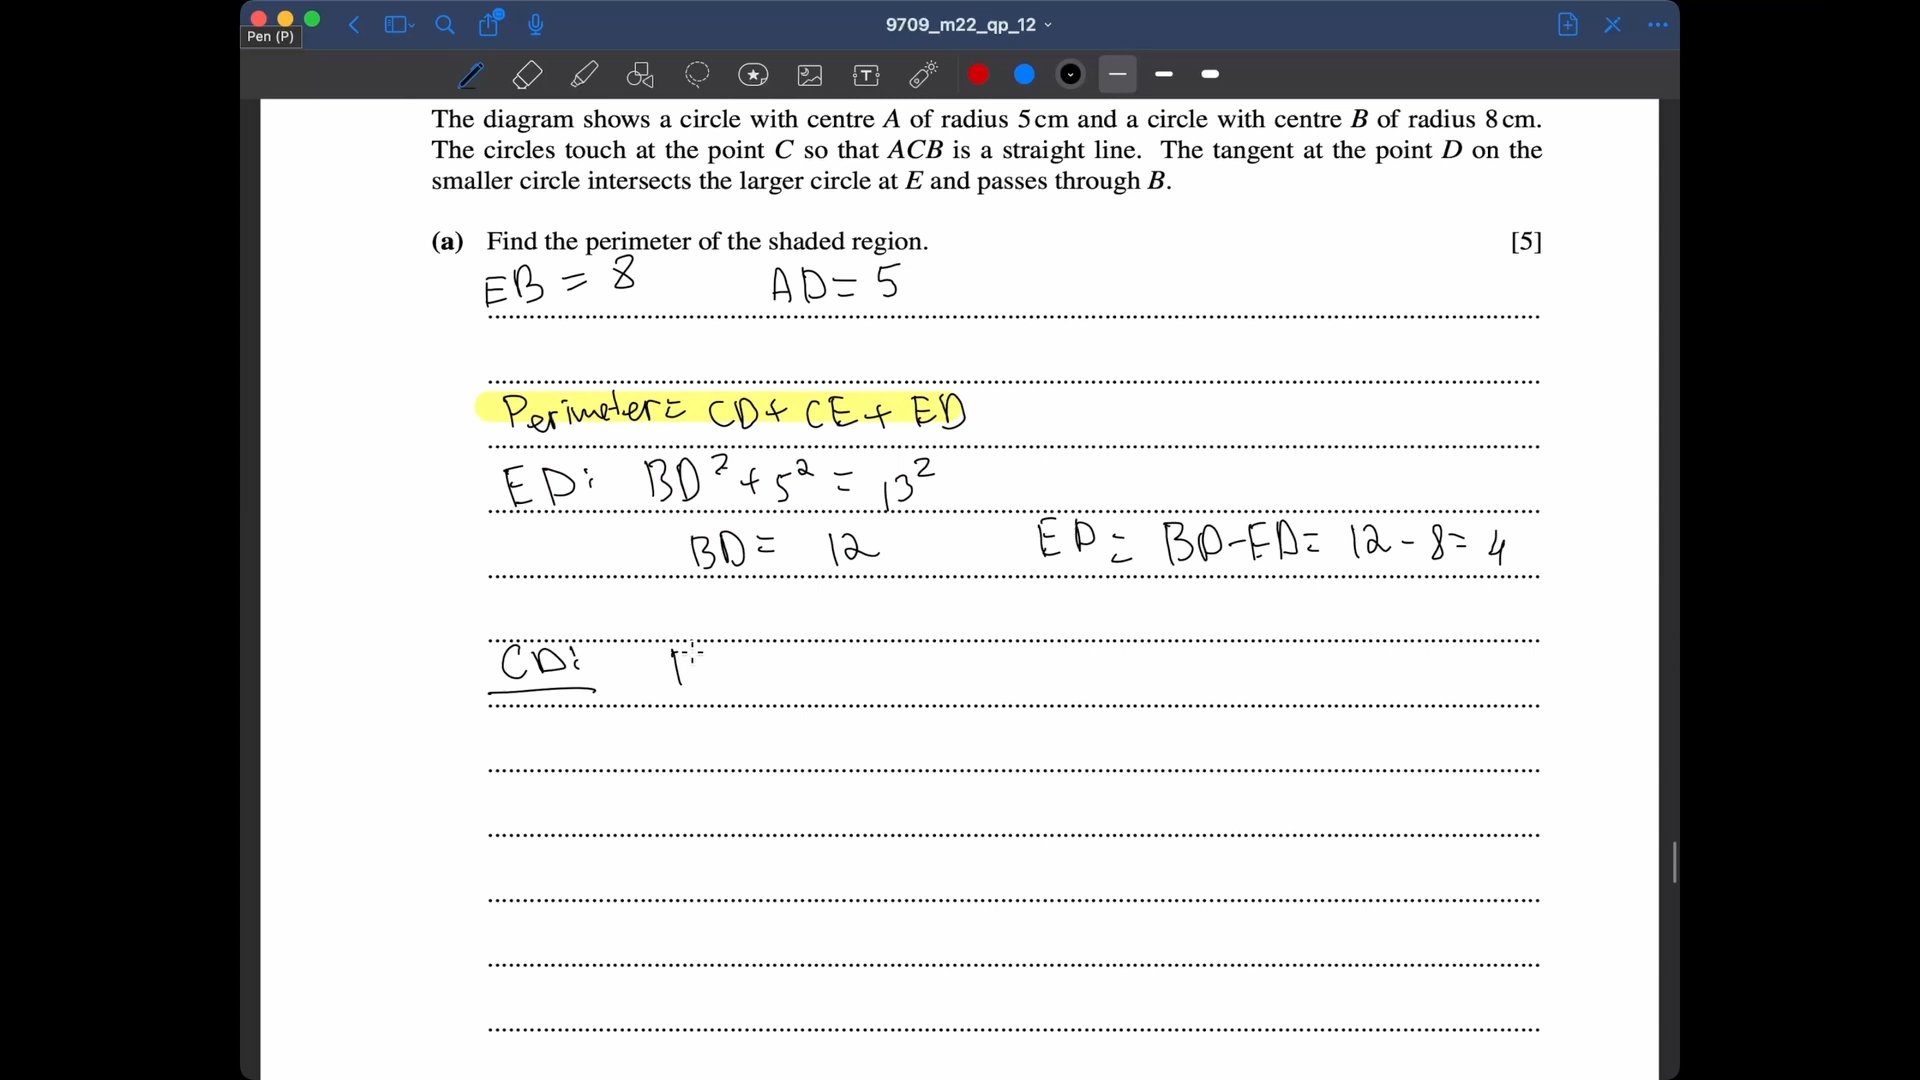 9709_m22_qp_12
Pen (P)
The diagram shows a circle with centre A of radius 5 cm and a circle with centre B of radius 8 cm.
The circles touch at the point C so that ACB is a straight line. The tangent at the point D on the
smaller circle intersects the larger circle at E and passes through B.
(a) Find the perimeter of the shaded region. [5]
EB = 8 AD = 5
Perimeter = CD + CE + ED
ED: BD² + 5² = 13²
BD = 12 ED = BD - ED = 12 - 8 = 4
CD: